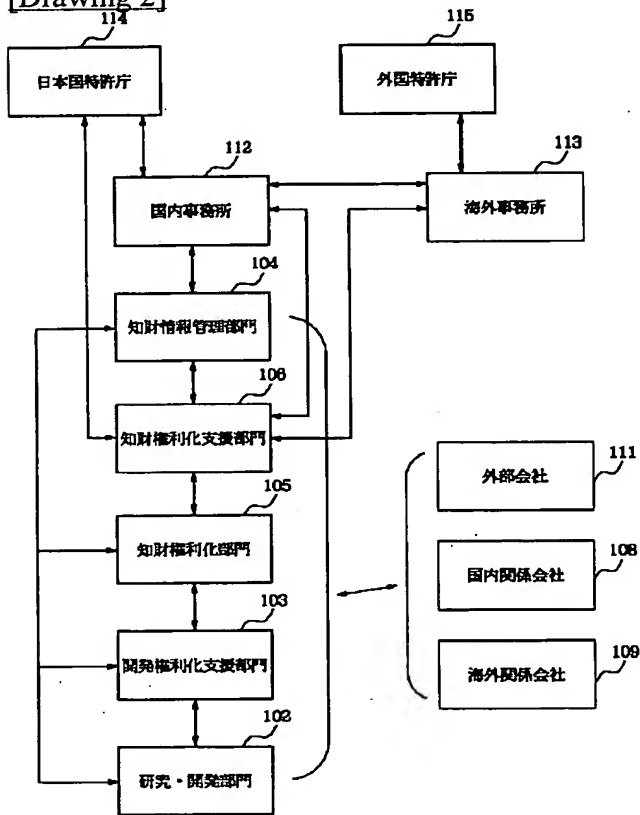 [Drawing 2]
114
115
日本国特許庁
外国特許庁
112
113
国内事務所
海外事務所
104
知財情報管理部門
106
知財権利化支援部門
111
外部会社
105
知財権利化部門
108
国内関係会社
103
開発権利化支援部門
109
海外関係会社
102
研究・開発部門